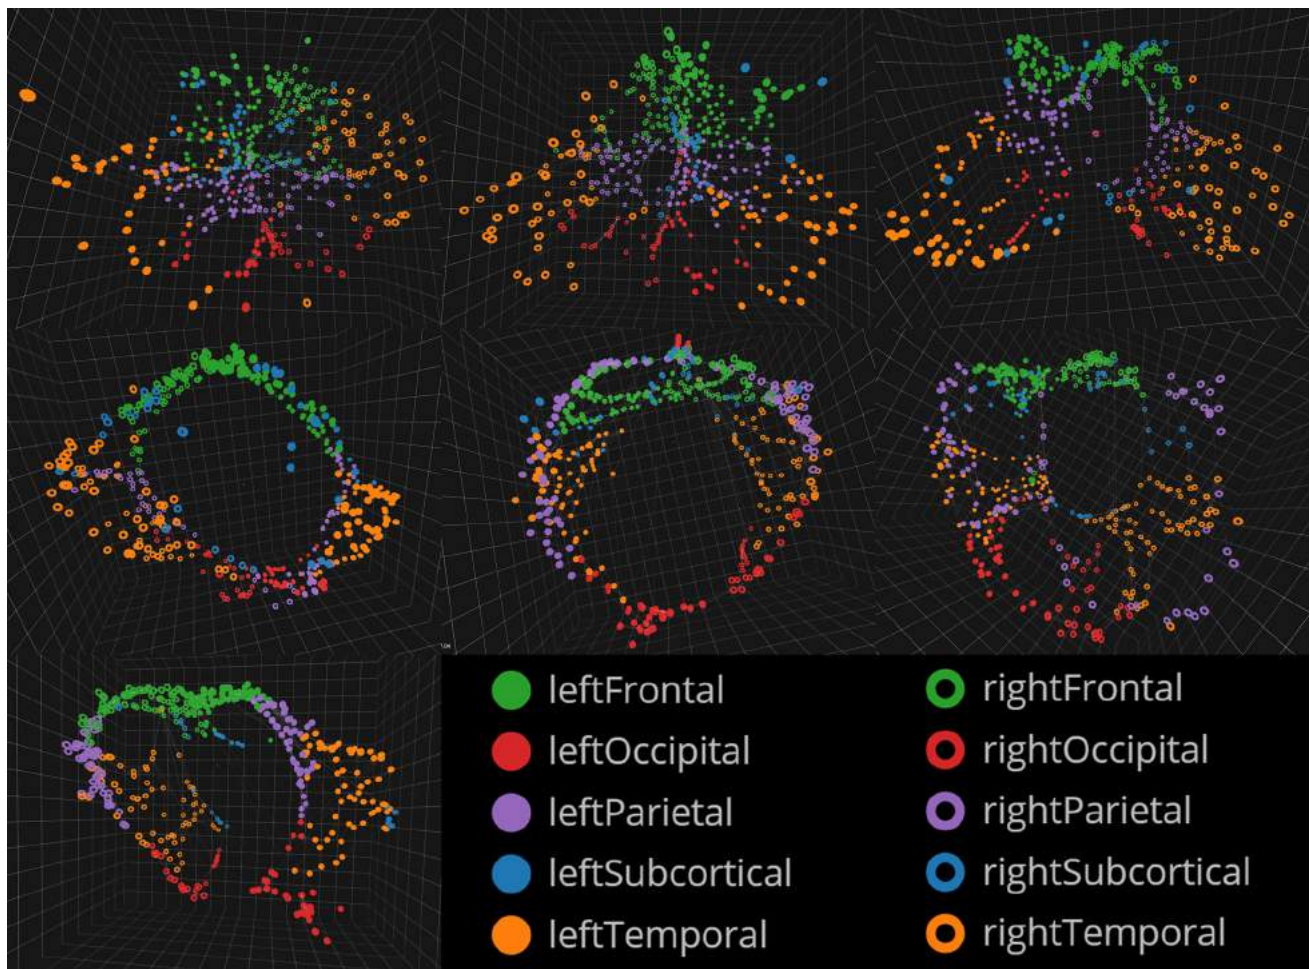 leftFrontal rightFrontal
leftOccipital rightOccipital
leftParietal rightParietal
leftSubcortical rightSubcortical
leftTemporal rightTemporal